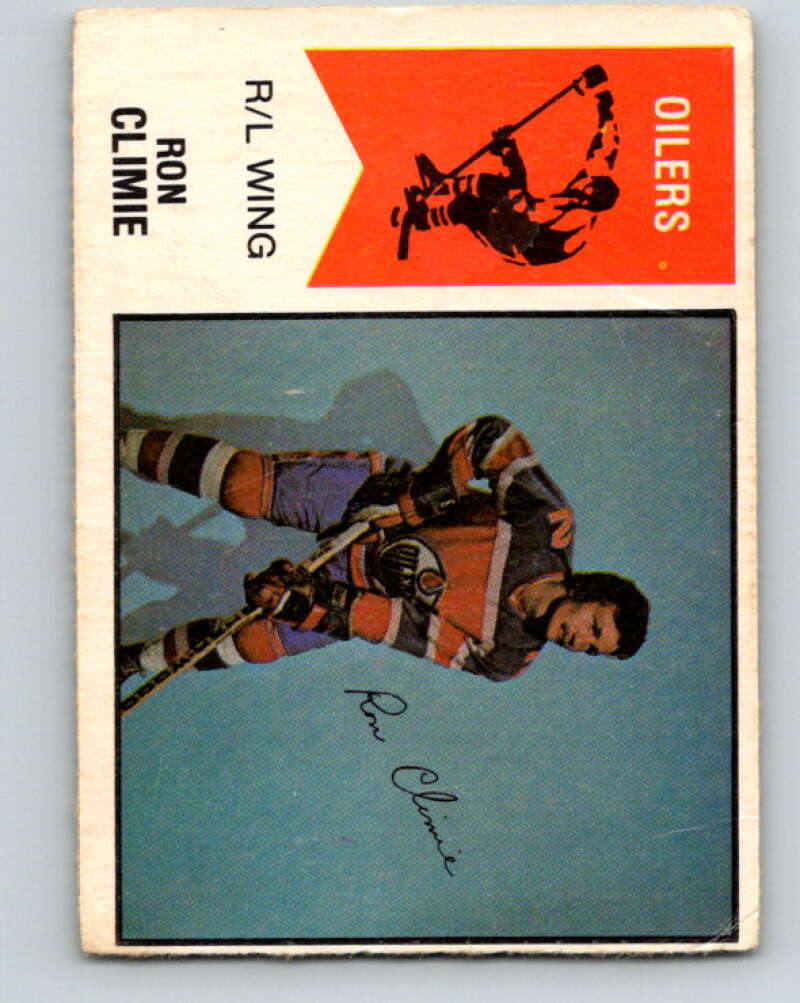 OILERS
R/L WING
RON
CLIMIE
Ron Climie